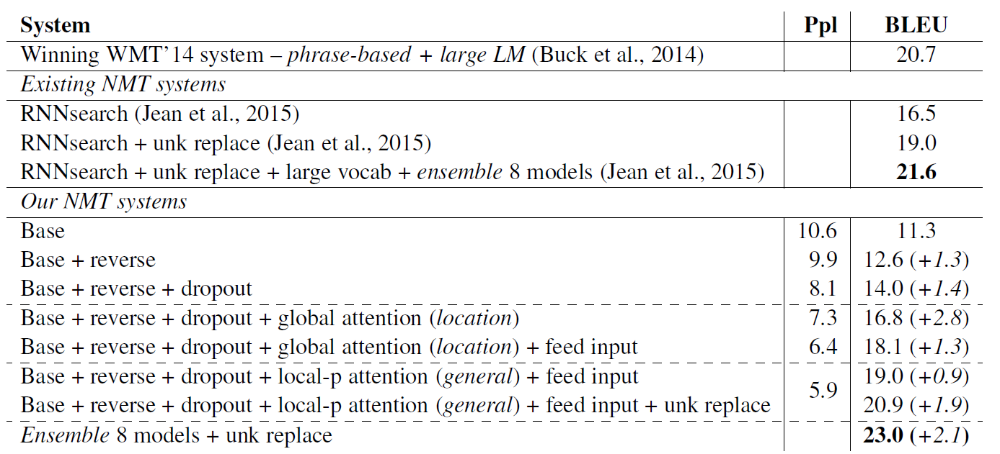 System Ppl BLEU
Winning WMT’14 system – phrase-based + large LM (Buck et al., 2014) 20.7
Existing NMT systems
RNNsearch (Jean et al., 2015) 16.5
RNNsearch + unk replace (Jean et al., 2015) 19.0
RNNsearch + unk replace + large vocab + ensemble 8 models (Jean et al., 2015) 21.6
Our NMT systems
Base 10.6 11.3
Base + reverse 9.9 12.6 (+1.3)
Base + reverse + dropout 8.1 14.0 (+1.4)
Base + reverse + dropout + global attention (location) 7.3 16.8 (+2.8)
Base + reverse + dropout + global attention (location) + feed input 6.4 18.1 (+1.3)
Base + reverse + dropout + local-p attention (general) + feed input 5.9 19.0 (+0.9)
Base + reverse + dropout + local-p attention (general) + feed input + unk replace 20.9 (+1.9)
Ensemble 8 models + unk replace 23.0 (+2.1)